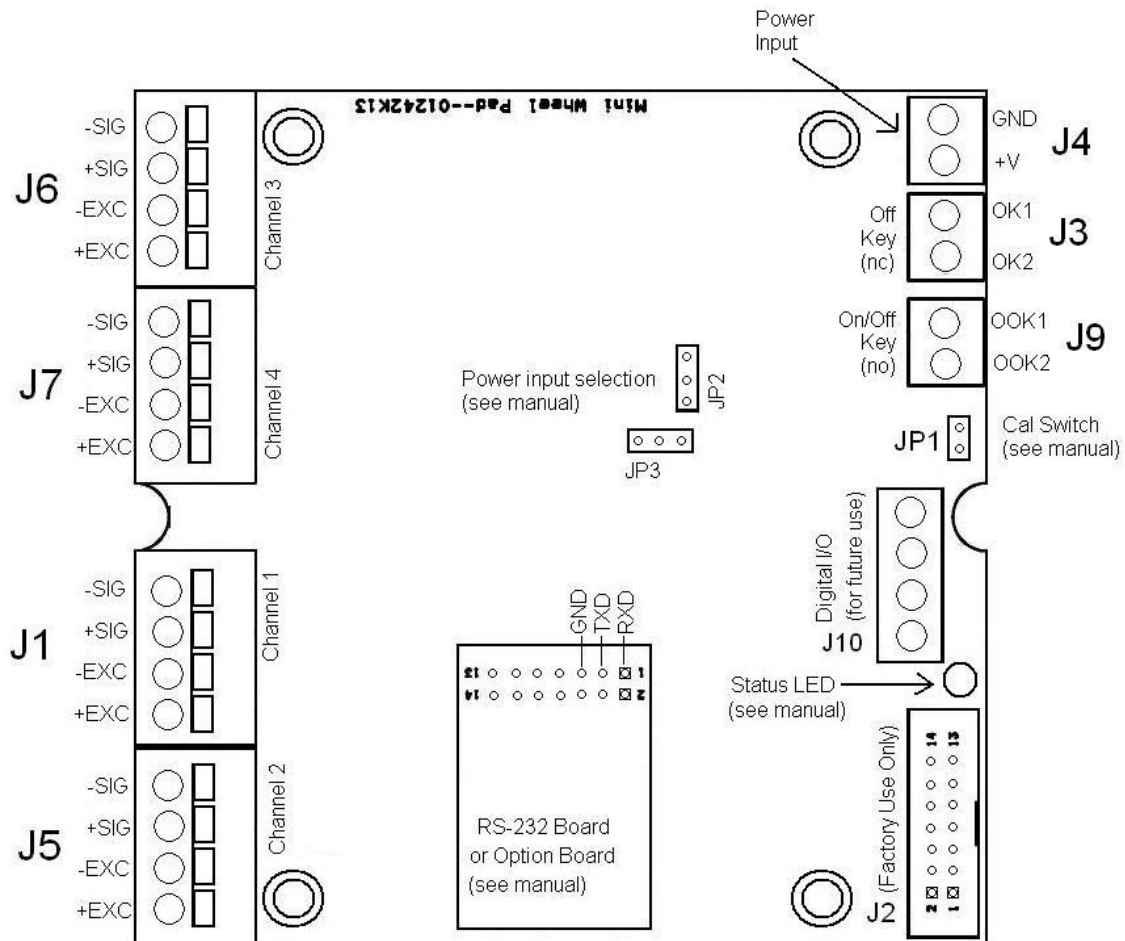 Power
Input
Mini Wheel Pad--01242K13
J6
-SIG
+SIG
-EXC
+EXC
Channel 3
J7
-SIG
+SIG
-EXC
+EXC
Channel 4
J1
-SIG
+SIG
-EXC
+EXC
Channel 1
J5
-SIG
+SIG
-EXC
+EXC
Channel 2
GND
+V
J4
Off
Key
(nc)
OK1
OK2
J3
On/Off
Key
(no)
OOK1
OOK2
J9
Power input selection
(see manual)
JP2
JP3
JP1
Cal Switch
(see manual)
Digital I/O
(for future use)
J10
GND
TXD
RXD
13
1
14
2
RS-232 Board
or Option Board
(see manual)
Status LED
(see manual)
(Factory Use Only)
J2
14
13
2
1